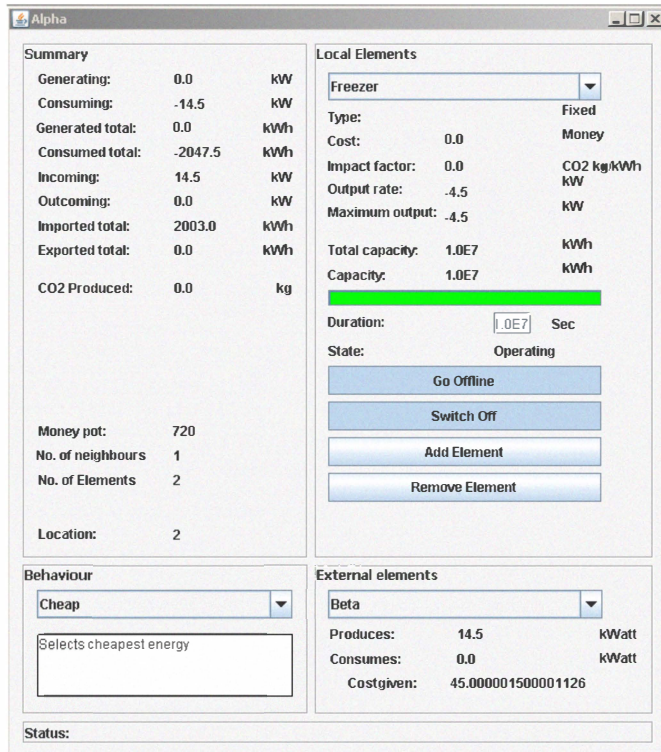 Alpha
Summary
Generating: 0.0 kW
Consuming: -14.5 kW
Generated total: 0.0 kWh
Consumed total: -2047.5 kWh
Incoming: 14.5 kW
Outcoming: 0.0 kW
Imported total: 2003.0 kWh
Exported total: 0.0 kWh
CO2 Produced: 0.0 kg
Money pot: 720
No. of neighbours 1
No. of Elements 2
Location: 2
Local Elements
Freezer
Type: Fixed
Cost: 0.0 Money
Impact factor: 0.0 CO2 kg/kWh
Output rate: -4.5 kW
Maximum output: -4.5 kW
Total capacity: 1.0E7 kWh
Capacity: 1.0E7 kWh
Duration: 1.0E7 Sec
State: Operating
Go Offline
Switch Off
Add Element
Remove Element
Behaviour
Cheap
Selects cheapest energy
External elements
Beta
Produces: 14.5 kWatt
Consumes: 0.0 kWatt
Costgiven: 45.000001500001126
Status: